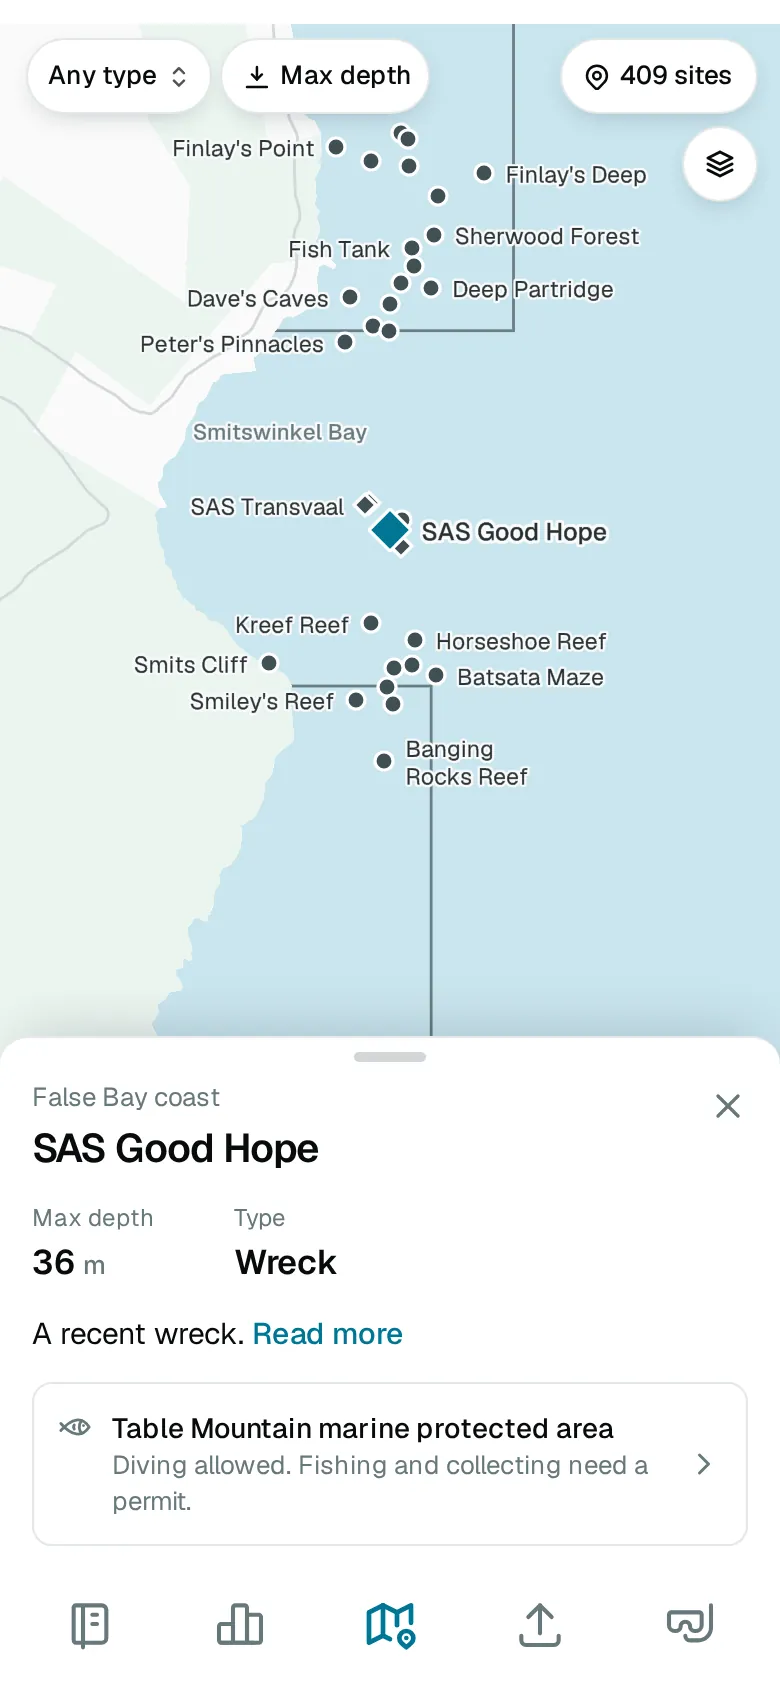 Any type
Max depth
409 sites
Finlay's Point
Finlay's Deep
Sherwood Forest
Fish Tank
Deep Partridge
Dave's Caves
Peter's Pinnacles
Smitswinkel Bay
SAS Transvaal
SAS Good Hope
Kreef Reef
Horseshoe Reef
Smits Cliff
Batsata Maze
Smiley's Reef
Banging
Rocks Reef
False Bay coast
SAS Good Hope
Max depth
Type
36 m
Wreck
A recent wreck. Read more
Table Mountain marine protected area
Diving allowed. Fishing and collecting need a
permit.